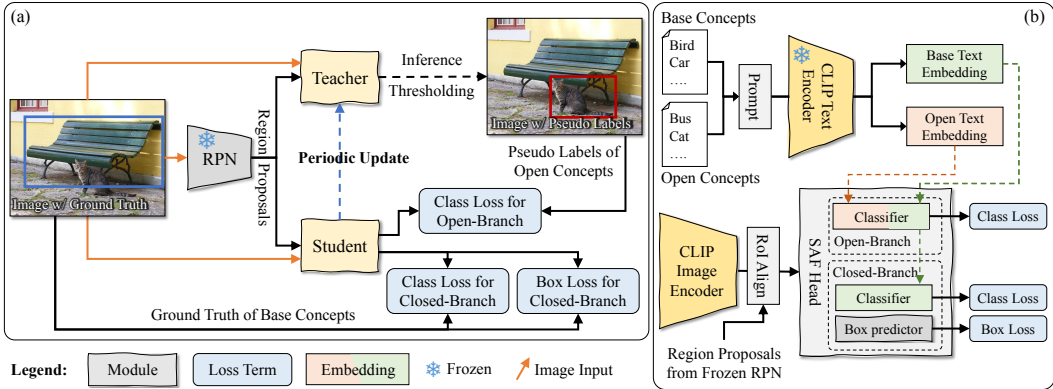 (a)
Teacher
Inference
Thresholding
Image w/ Pseudo Labels
RPN
Region Proposals
Periodic Update
Image w/ Ground Truth
Pseudo Labels of
Open Concepts
Class Loss for
Open-Branch
Student
Class Loss for
Closed-Branch
Box Loss for
Closed-Branch
Ground Truth of Base Concepts
(b)
Base Concepts
Bird
Car
....
Bus
Cat
....
Open Concepts
Prompt
CLIP Text
Encoder
Base Text
Embedding
Open Text
Embedding
CLIP
Image
Encoder
RoI Align
SAF Head
Classifier
Open-Branch
Class Loss
Closed-Branch
Classifier
Class Loss
Box predictor
Box Loss
Region Proposals
from Frozen RPN
Legend:
Module
Loss Term
Embedding
Frozen
Image Input